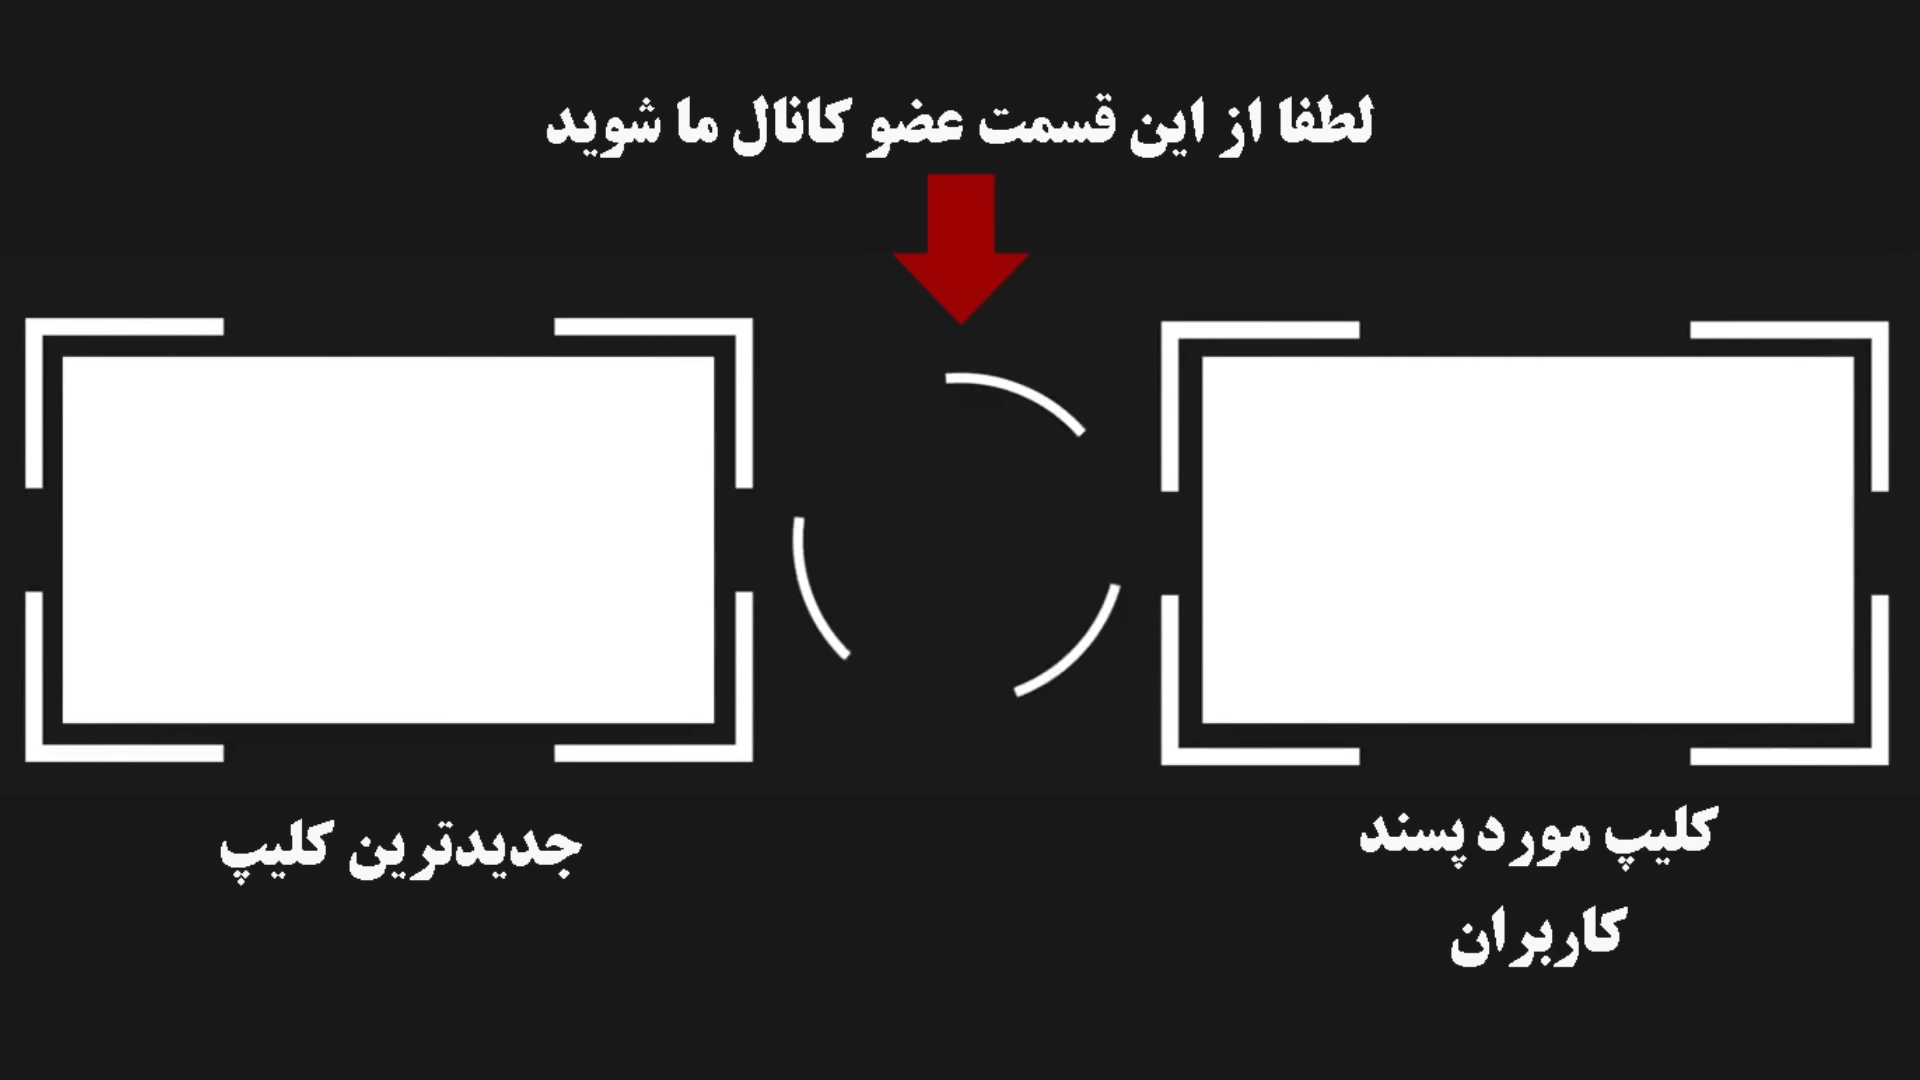 لطفا از این قسمت عضو کانال ما شوید
کلیپ مورد پسند
کاربران
جدیدترین کلیپ